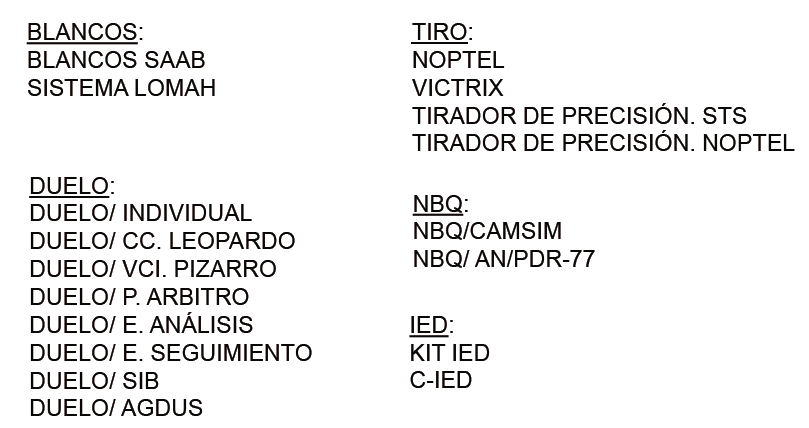 BLANCOS:
BLANCOS SAAB
SISTEMA LOMAH
DUELO:
DUELO/ INDIVIDUAL
DUELO/ CC. LEOPARDO
DUELO/ VCI. PIZARRO
DUELO/ P. ARBITRO
DUELO/ E. ANÁLISIS
DUELO/ E. SEGUIMIENTO
DUELO/ SIB
DUELO/ AGDUS
TIRO:
NOPTEL
VICTRIX
TIRADOR DE PRECISIÓN. STS
TIRADOR DE PRECISIÓN. NOPTEL
NBQ:
NBQ/CAMSIM
NBQ/ AN/PDR-77
IED:
KIT IED
C-IED